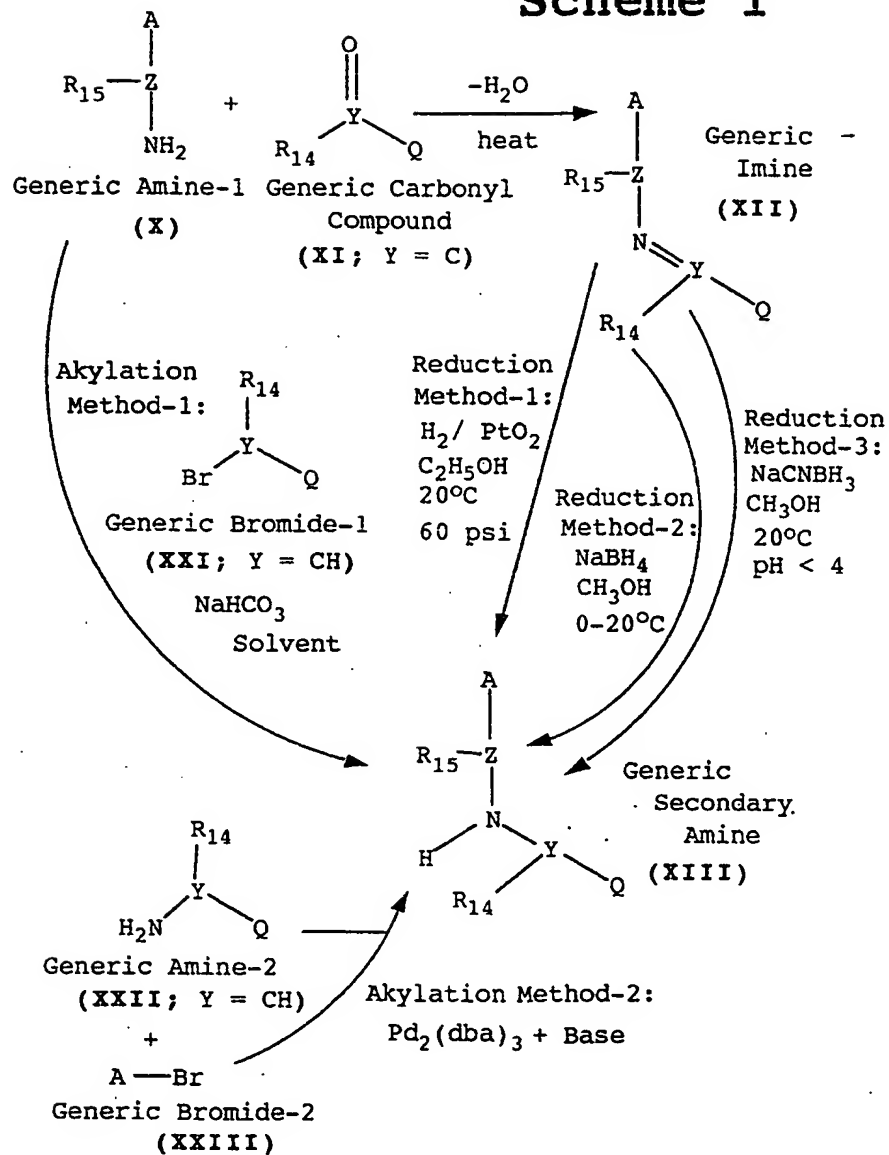 Scheme 1
A
R15—Z
NH2
+
O
Y
R14
Q
Generic Amine-1
(X)
Generic Carbonyl
Compound
(XI; Y = C)
-H2O
heat
A
R15—Z
N
Y
R14
Q
Generic -
Imine
(XII)
Akylation
Method-1:
R14
Y
Br
Q
Generic Bromide-1
(XXI; Y = CH)
NaHCO3
Solvent
Reduction
Method-1:
H2/ PtO2
C2H5OH
20°C
60 psi
Reduction
Method-2:
NaBH4
CH3OH
0-20°C
Reduction
Method-3:
NaCNBH3
CH3OH
20°C
pH < 4
A
R15—Z
N
H
Y
R14
Q
Generic
Secondary.
Amine
(XIII)
R14
Y
H2N
Q
Generic Amine-2
(XXII; Y = CH)
+
A—Br
Generic Bromide-2
(XXIII)
Akylation Method-2:
Pd2(dba)3 + Base